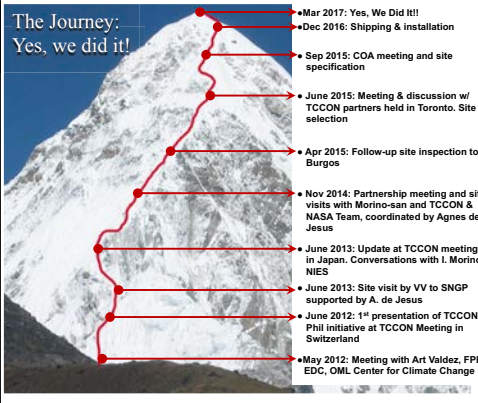 The Journey:
Yes, we did it!
•Mar 2017: Yes, We Did It!!
•Dec 2016: Shipping & installation
• Sep 2015: COA meeting and site
specification
• June 2015: Meeting & discussion w/
TCCON partners held in Toronto. Site
selection
• Apr 2015: Follow-up site inspection to
Burgos
• Nov 2014: Partnership meeting and
visits with Morino-san and TCCON &
NASA Team, coordinated by Agnes de
Jesus
• June 2013: Update at TCCON meeting
in Japan. Conversations with I.
NIES
• June 2013: Site visit by VV to SNGP
supported by A. de Jesus
• June 2012: 1st presentation of TCCON
Phil initiative at TCCON Meeting in
Switzerland
•May 2012: Meeting with Art Valdez,
EDC, OML Center for Climate Change